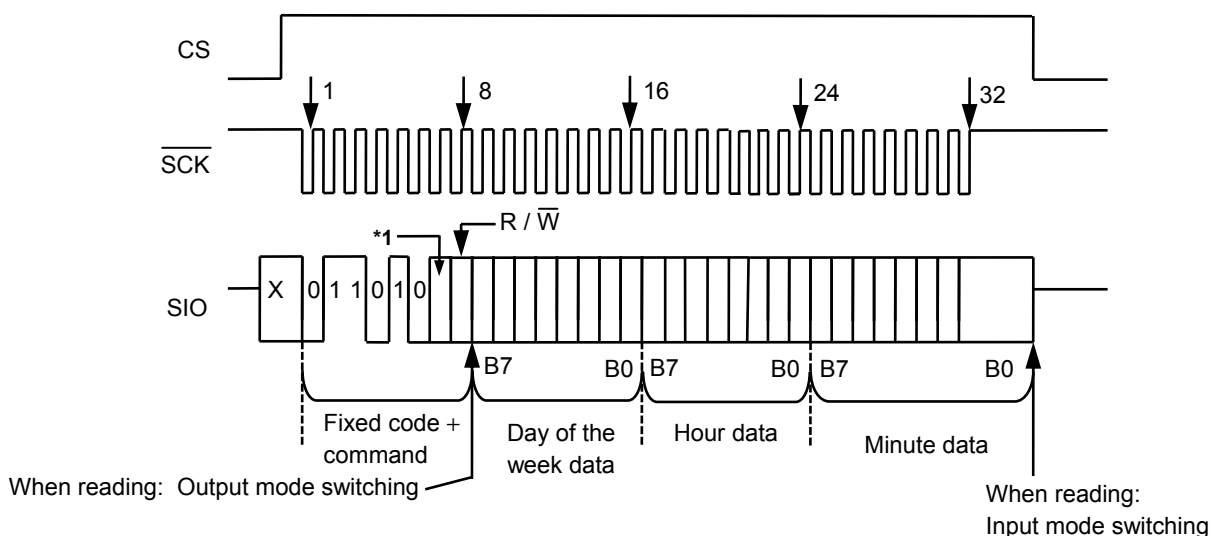 CS
1 8 16 24 32
SCK
*1 R / W
SIO
X 0 1 1 0 1 0
B7 B0 B7 B0 B7 B0
Fixed code +
command
Day of the
week data
Hour data
Minute data
When reading: Output mode switching
When reading:
Input mode switching